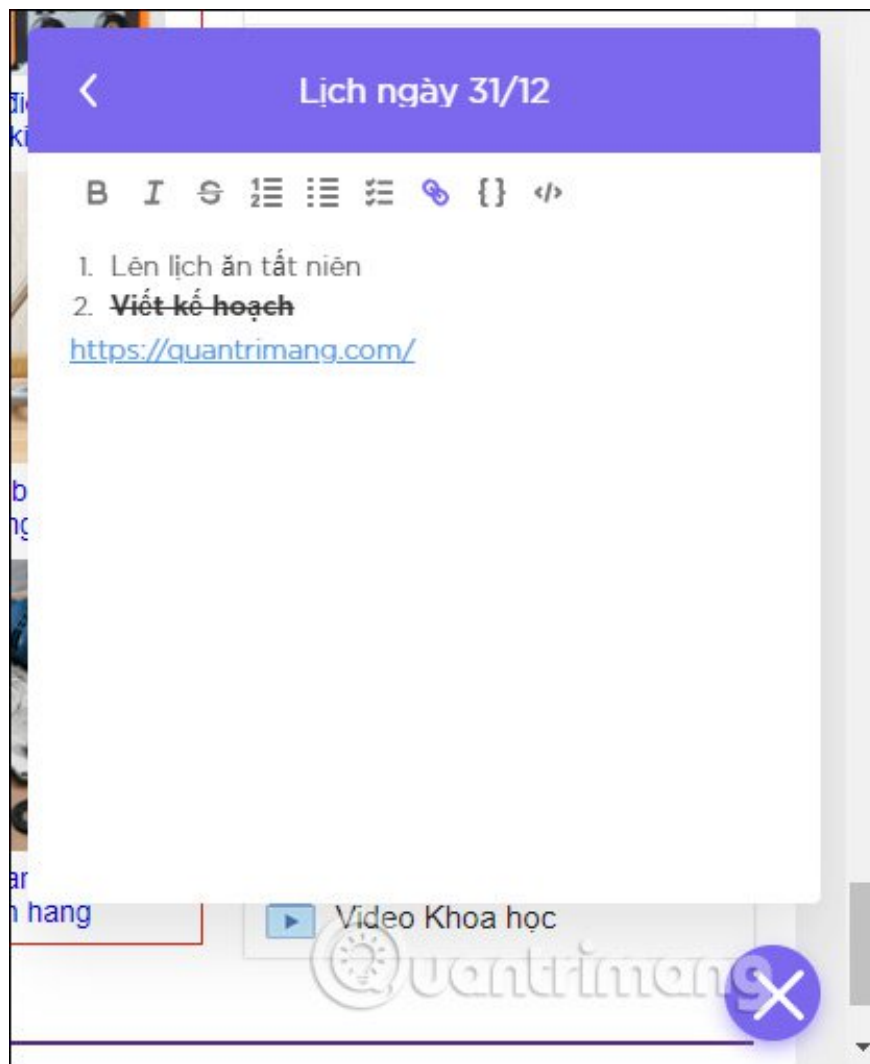 Lịch ngày 31/12
1. Lên lịch ăn tất niên
2. Viết kế hoạch
https://quantrimang.com/
hang
Video Khoa học
Quantrimang